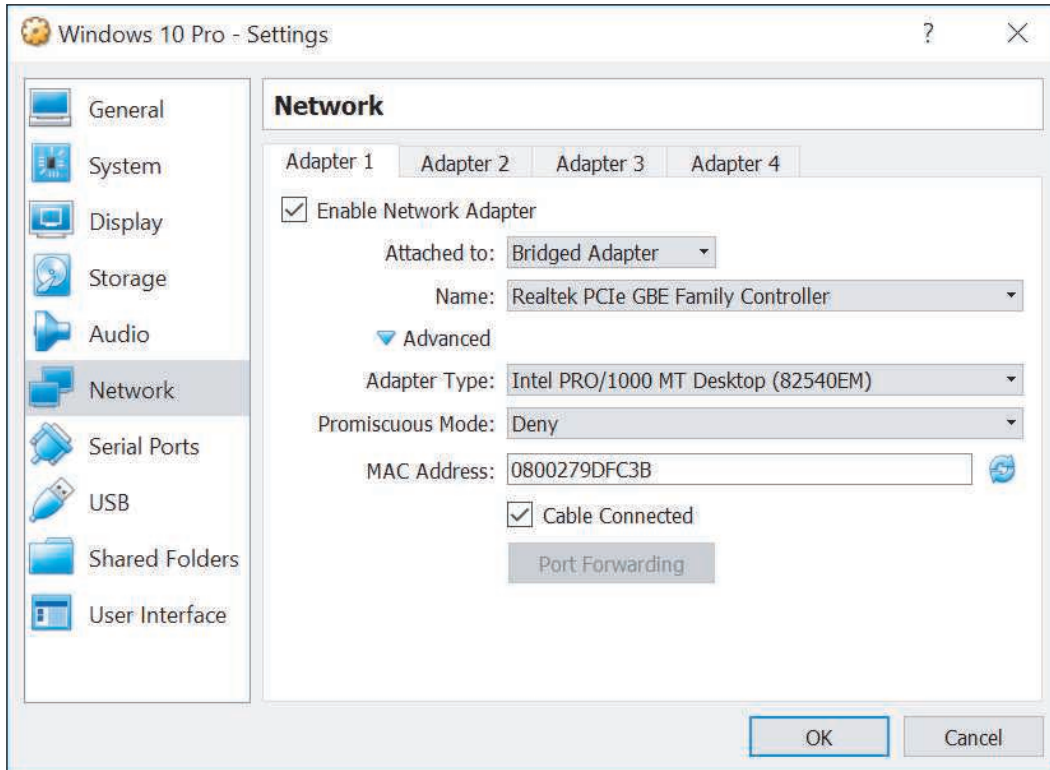 Windows 10 Pro - Settings
?
General
System
Display
Storage
Audio
Network
Serial Ports
USB
Shared Folders
User Interface
Network
Adapter 1 Adapter 2 Adapter 3 Adapter 4
Enable Network Adapter
Attached to: Bridged Adapter
Name: Realtek PCIe GBE Family Controller
Advanced
Adapter Type: Intel PRO/1000 MT Desktop (82540EM)
Promiscuous Mode: Deny
MAC Address: 0800279DFC3B
Cable Connected
Port Forwarding
OK Cancel